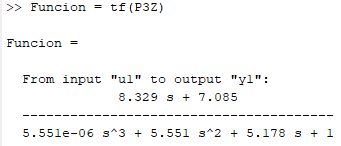 >> Funcion = tf(P3Z)
Funcion =
From input "u1" to output "y1":
8.329 s + 7.085
---------------------------------------
5.551e-06 s^3 + 5.551 s^2 + 5.178 s + 1